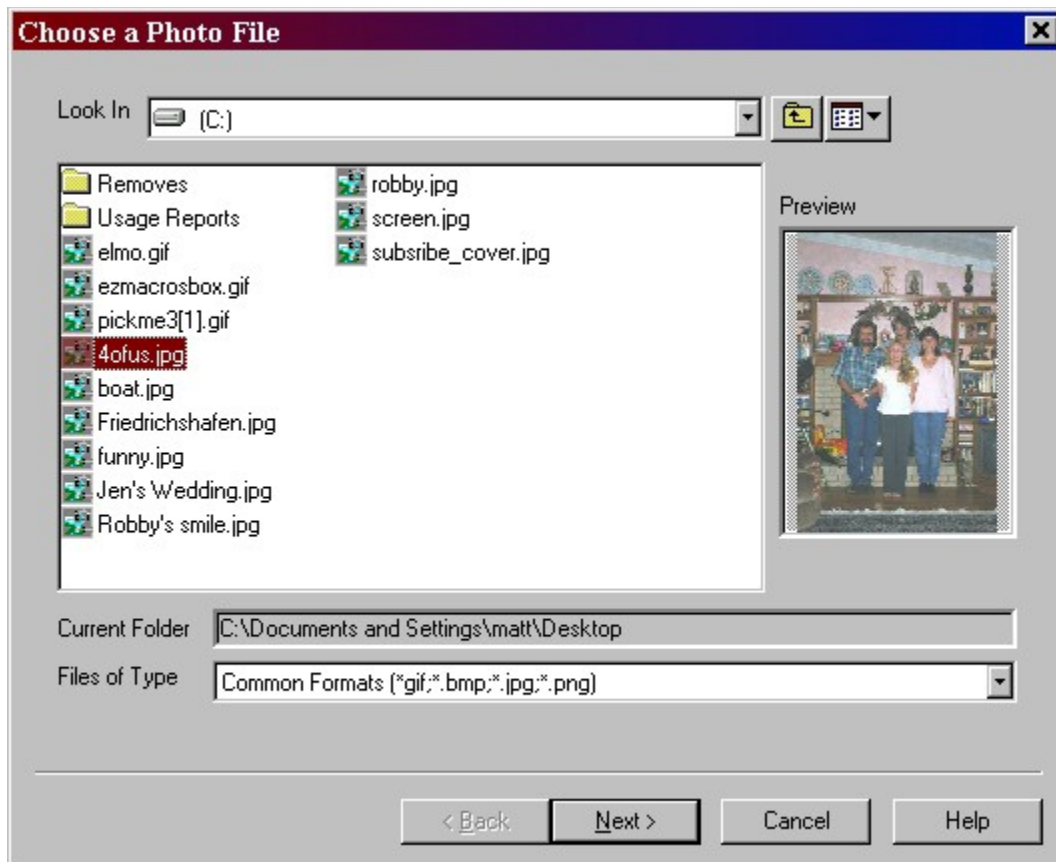 Choose a Photo File
Look In (C:)
Removes
Usage Reports
elmo.gif
ezmacrosbox.gif
pickme3[1].gif
4ofus.jpg
boat.jpg
Friedrichshafen.jpg
funny.jpg
Jen's Wedding.jpg
Robby's smile.jpg
robby.jpg
screen.jpg
subsribe_cover.jpg
Preview
Current Folder C:\Documents and Settings\matt\Desktop
Files of Type Common Formats (*gif;*.bmp;*.jpg;*.png)
< Back Next > Cancel Help